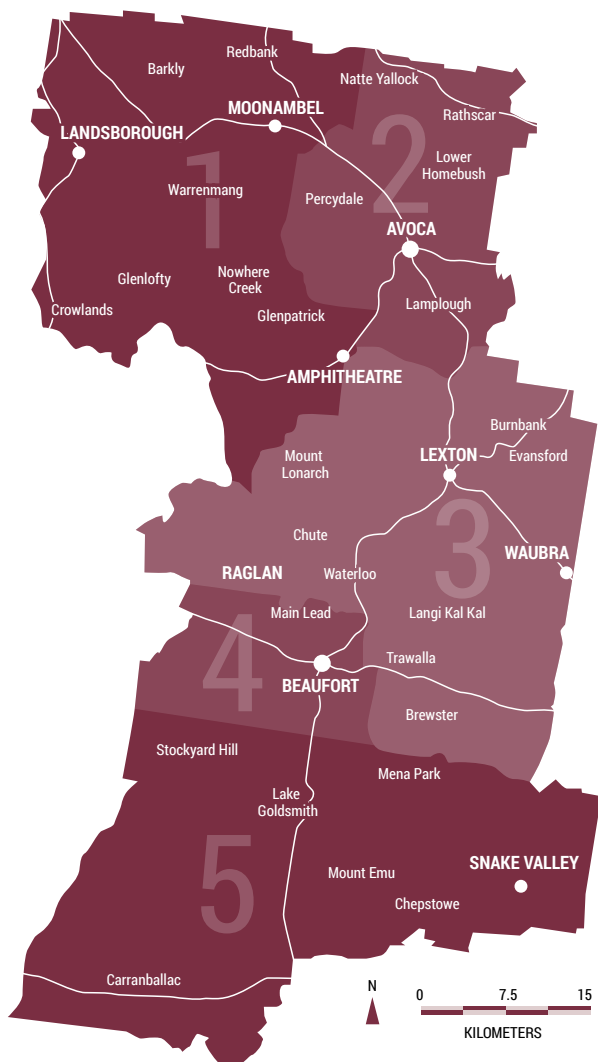 Redbank
Barkly
Natte Yallock
MOONAMBEL
Rathscar
LANDSBOROUGH
2
Lower
Homebush
1
Warrenmang
Percydale
AVOCA
Nowhere
Creek
Glenlofty
Lamplough
Crowlands
Glenpatrick
AMPHITHEATRE
Burnbank
LEXTON
Evansford
Mount
Lonarch
3
Chute
WAUBRA
RAGLAN
Waterloo
Main Lead
Langi Kal Kal
4
Trawalla
BEAUFORT
Brewster
Stockyard Hill
Mena Park
Lake
Goldsmith
5
SNAKE VALLEY
Mount Emu
Chepstowe
Carranballac
N
0 7.5 15
KILOMETERS